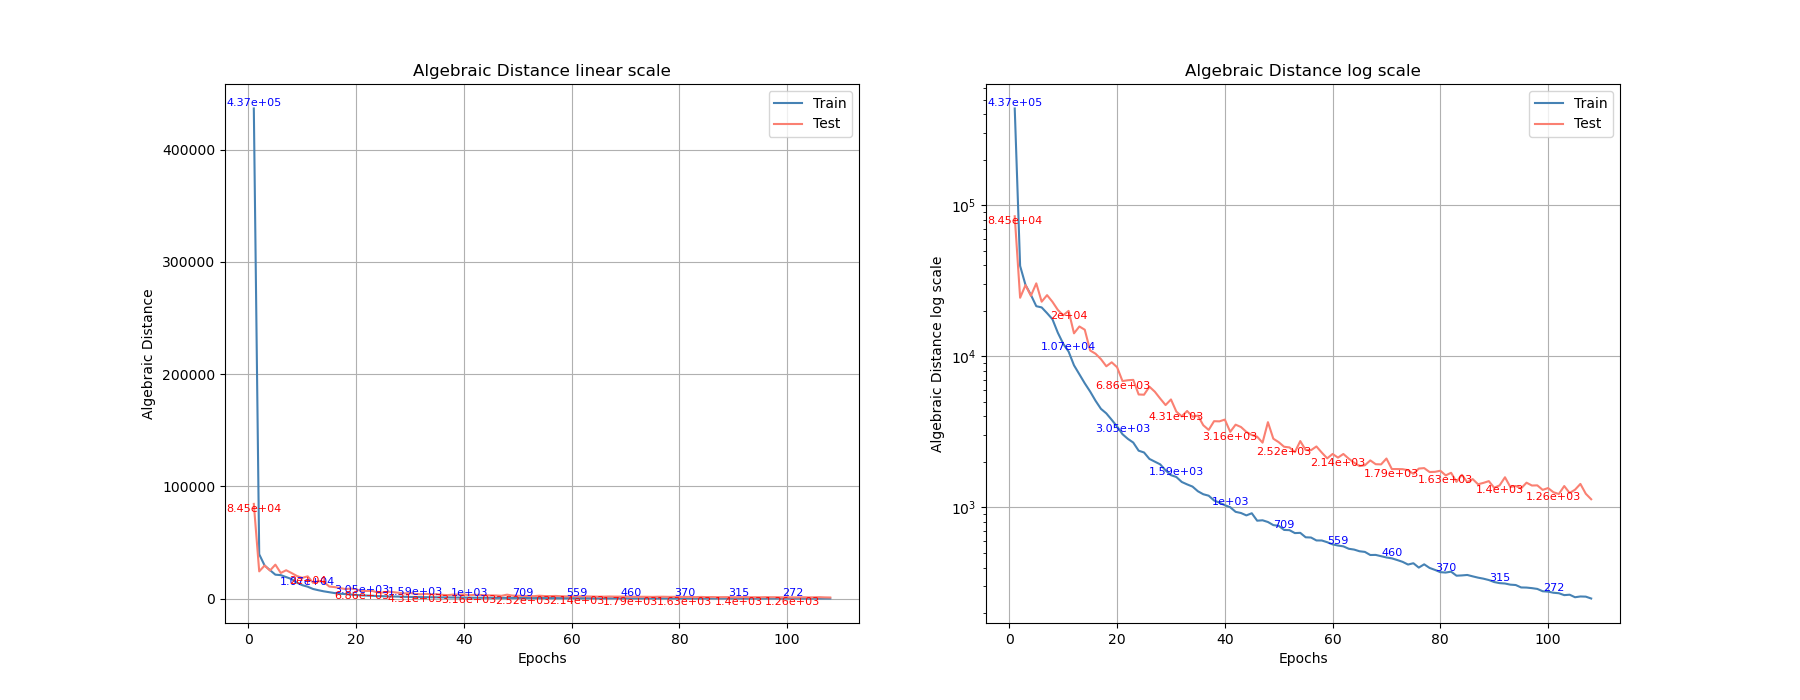 Algebraic Distance linear scale
Train
Test
4.37e+05
8.45e+04
1.07e+04
2e+04
3.05e+03
6.86e+03
1.59e+03
4.31e+03
1e+03
3.16e+03
709
2.52e+03
559
2.14e+03
460
1.79e+03
370
1.63e+03
315
1.4e+03
272
1.26e+03
400000
300000
200000
100000
0
Algebraic Distance
0 20 40 60 80 100
Epochs
Algebraic Distance log scale
Train
Test
4.37e+05
8.45e+04
2e+04
1.07e+04
6.86e+03
3.05e+03
4.31e+03
1.59e+03
3.16e+03
1e+03
2.52e+03
709
2.14e+03
559
1.79e+03
460
1.63e+03
370
1.4e+03
315
1.26e+03
272
10⁵
10⁴
10³
Algebraic Distance log scale
0 20 40 60 80 100
Epochs